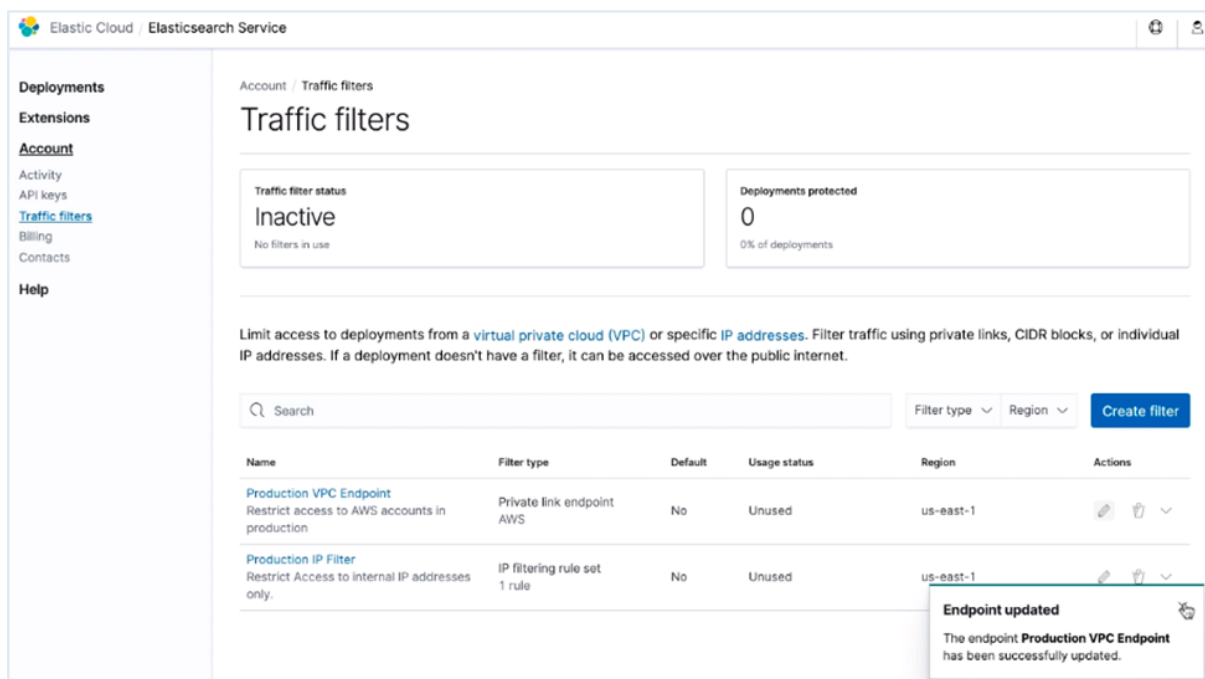 Elastic Cloud / Elasticsearch Service
Deployments
Extensions
Account
Activity
API keys
Traffic filters
Billing
Contacts
Help
Account / Traffic filters
Traffic filters
Traffic filter status
Inactive
No filters in use
Deployments protected
0
0% of deployments
Limit access to deployments from a virtual private cloud (VPC) or specific IP addresses. Filter traffic using private links, CIDR blocks, or individual
IP addresses. If a deployment doesn't have a filter, it can be accessed over the public internet.
Search
Filter type
Region
Create filter
Name Filter type Default Usage status Region Actions
Production VPC Endpoint
Restrict access to AWS accounts in
production
Private link endpoint
AWS
No
Unused
us-east-1
Production IP Filter
Restrict Access to internal IP addresses
only.
IP filtering rule set
1 rule
No
Unused
us-east-1
Endpoint updated
The endpoint Production VPC Endpoint
has been successfully updated.